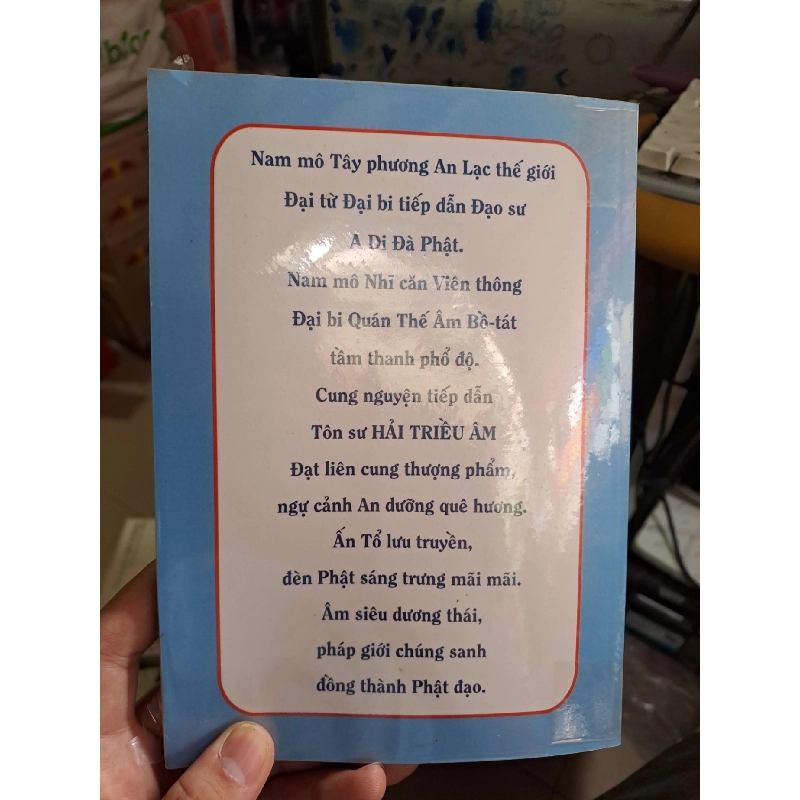 Nam mô Tây phương An Lạc thế giới
Đại từ Đại bi tiếp dẫn Đạo sư
A Di Đà Phật.
Nam mô Nhĩ căn Viên thông
Đại bi Quán Thế Âm Bồ-tát
tầm thanh phổ độ.
Cung nguyện tiếp dẫn
Tôn sư HẢI TRIỀU ÂM
Đạt liên cung thượng phẩm,
ngự cảnh An dưỡng quê hương.
Ấn Tổ lưu truyền,
đèn Phật sáng trưng mãi mãi.
Âm siêu dương thái,
pháp giới chúng sanh
đồng thành Phật đạo.